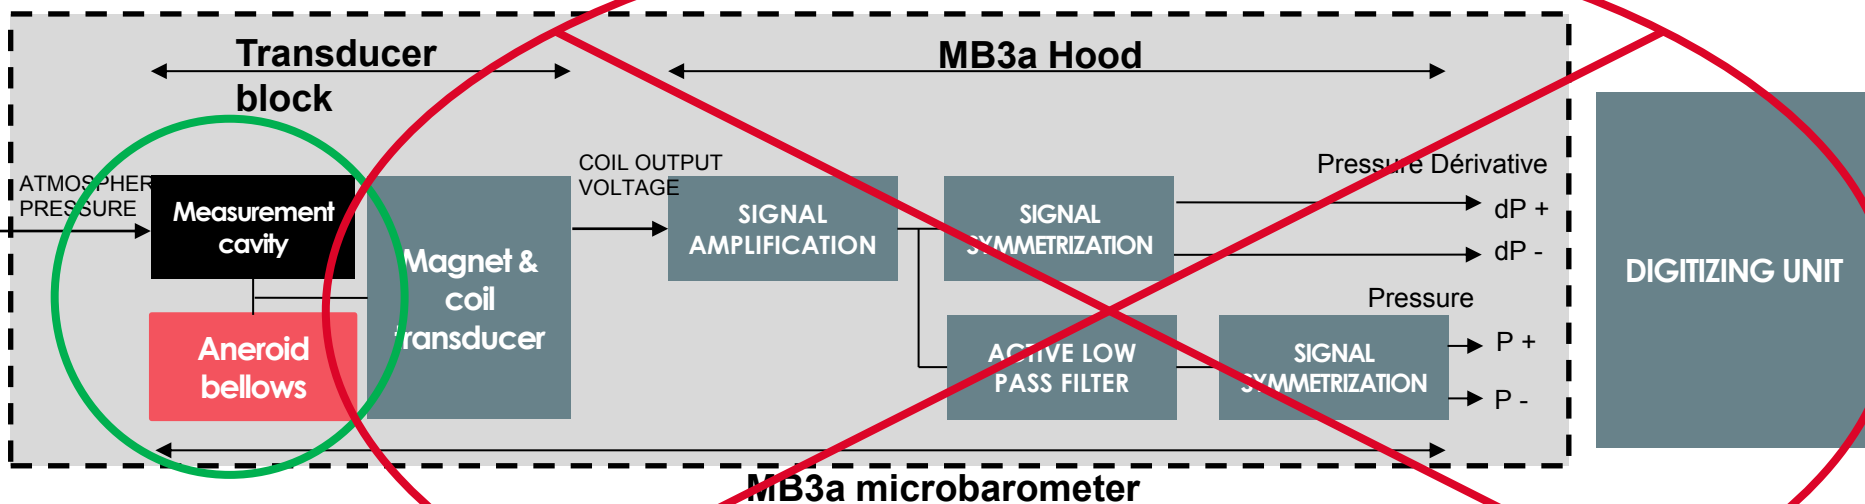 Transducer
block
MB3a Hood
ATMOSPHER
PRESSURE
Measurement
cavity
Aneroid
bellows
Magnet &
coil
transducer
COIL OUTPUT
VOLTAGE
SIGNAL
AMPLIFICATION
SIGNAL
SYMMETRIZATION
Pressure Dérivative
dP +
dP -
Pressure
ACTIVE LOW
PASS FILTER
SIGNAL
SYMMETRIZATION
P +
P -
DIGITIZING UNIT
MB3a microbarometer